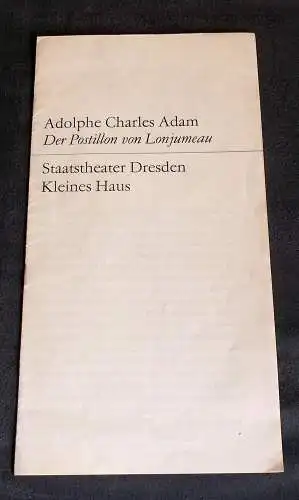 Adolphe Charles Adam
Der Postillon von Lonjumeau
Staatstheater Dresden
Kleines Haus